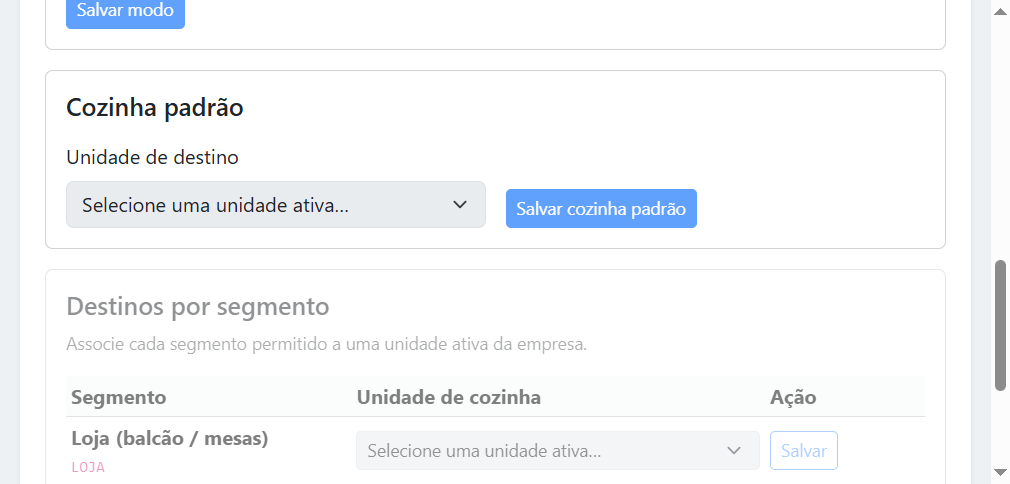 Salvar modo
Cozinha padrão
Unidade de destino
Selecione uma unidade ativa...
Salvar cozinha padrão
Destinos por segmento
Associe cada segmento permitido a uma unidade ativa da empresa.
Segmento Unidade de cozinha Ação
Loja (balcão / mesas)
Selecione uma unidade ativa... Salvar
LOJA